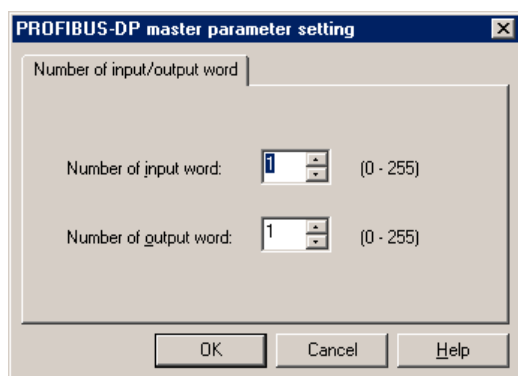 PROFIBUS-DP master parameter setting
Number of input/output word
Number of input word: 1 (0 - 255)
Number of output word: 1 (0 - 255)
OK Cancel Help